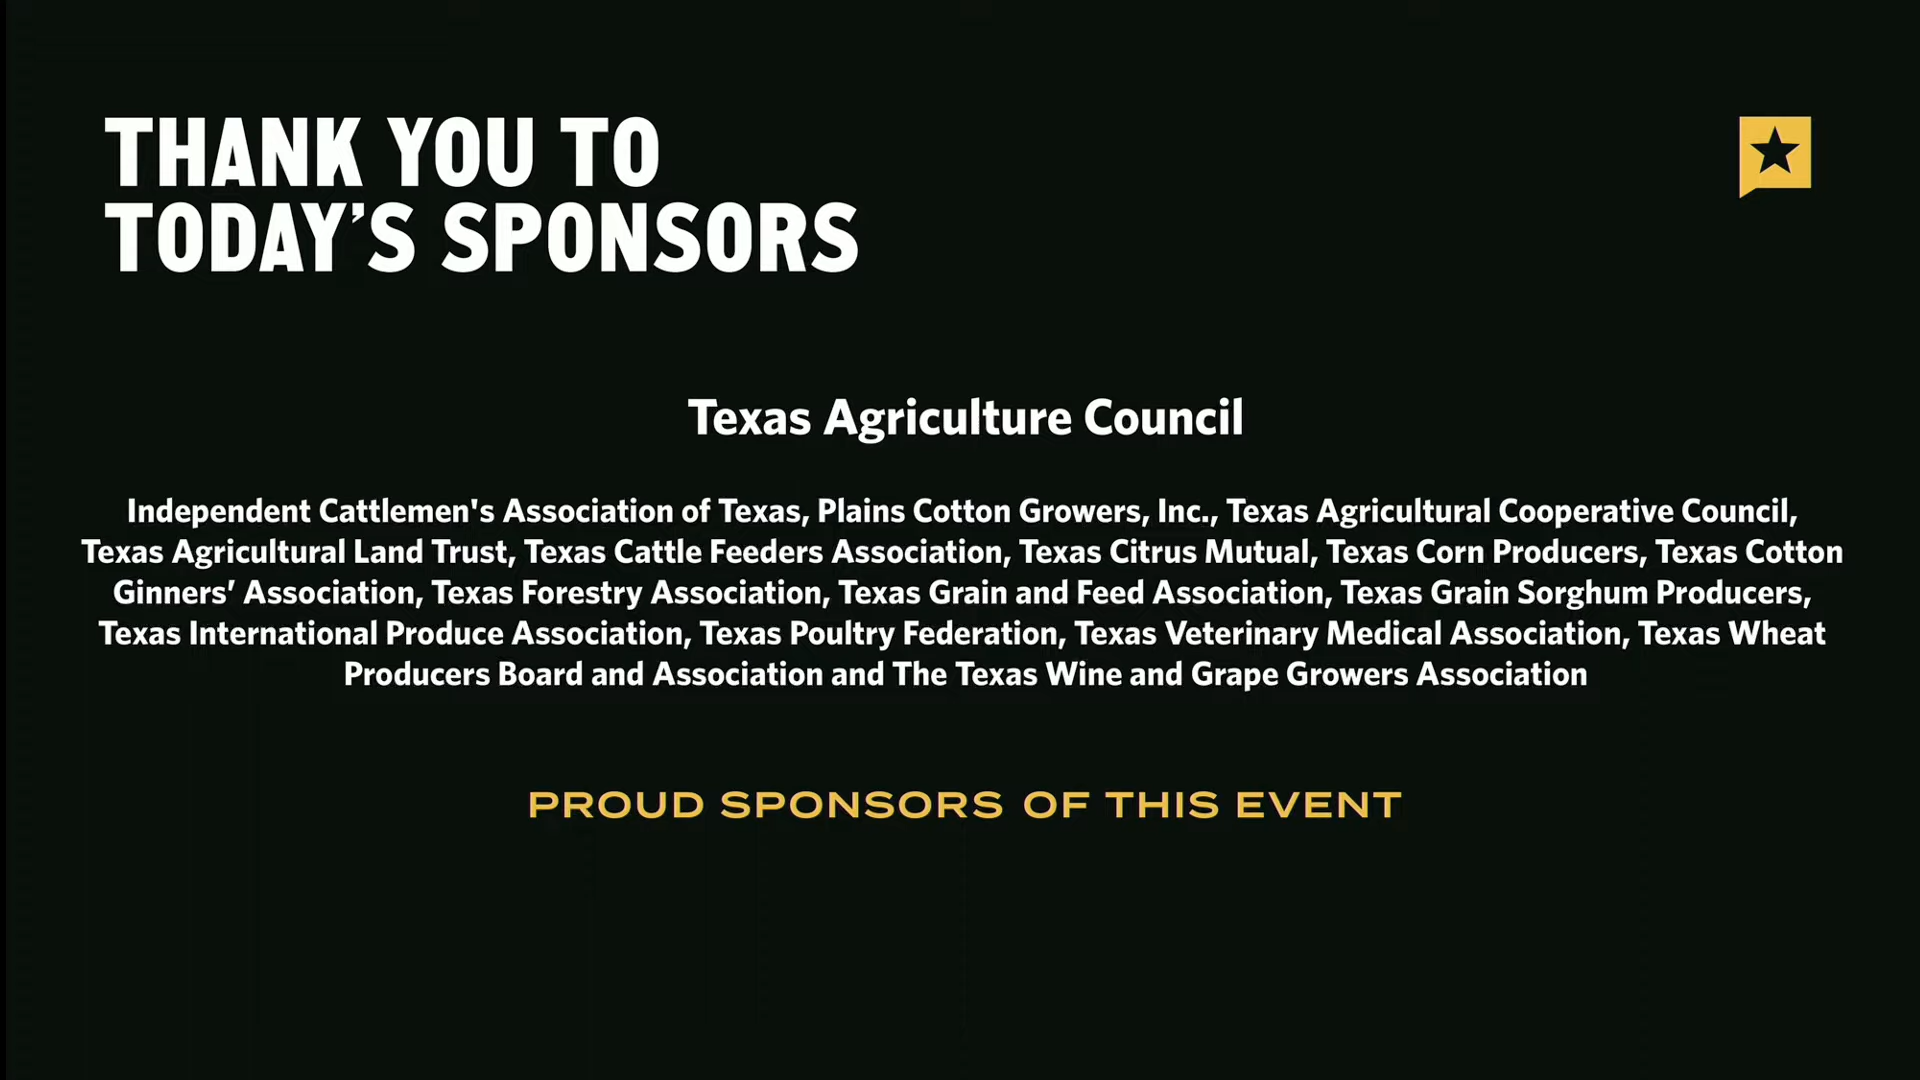 THANK YOU TO
TODAY’S SPONSORS
Texas Agriculture Council
Independent Cattlemen's Association of Texas, Plains Cotton Growers, Inc., Texas Agricultural Cooperative Council,
Texas Agricultural Land Trust, Texas Cattle Feeders Association, Texas Citrus Mutual, Texas Corn Producers, Texas Cotton
Ginners’ Association, Texas Forestry Association, Texas Grain and Feed Association, Texas Grain Sorghum Producers,
Texas International Produce Association, Texas Poultry Federation, Texas Veterinary Medical Association, Texas Wheat
Producers Board and Association and The Texas Wine and Grape Growers Association
PROUD SPONSORS OF THIS EVENT